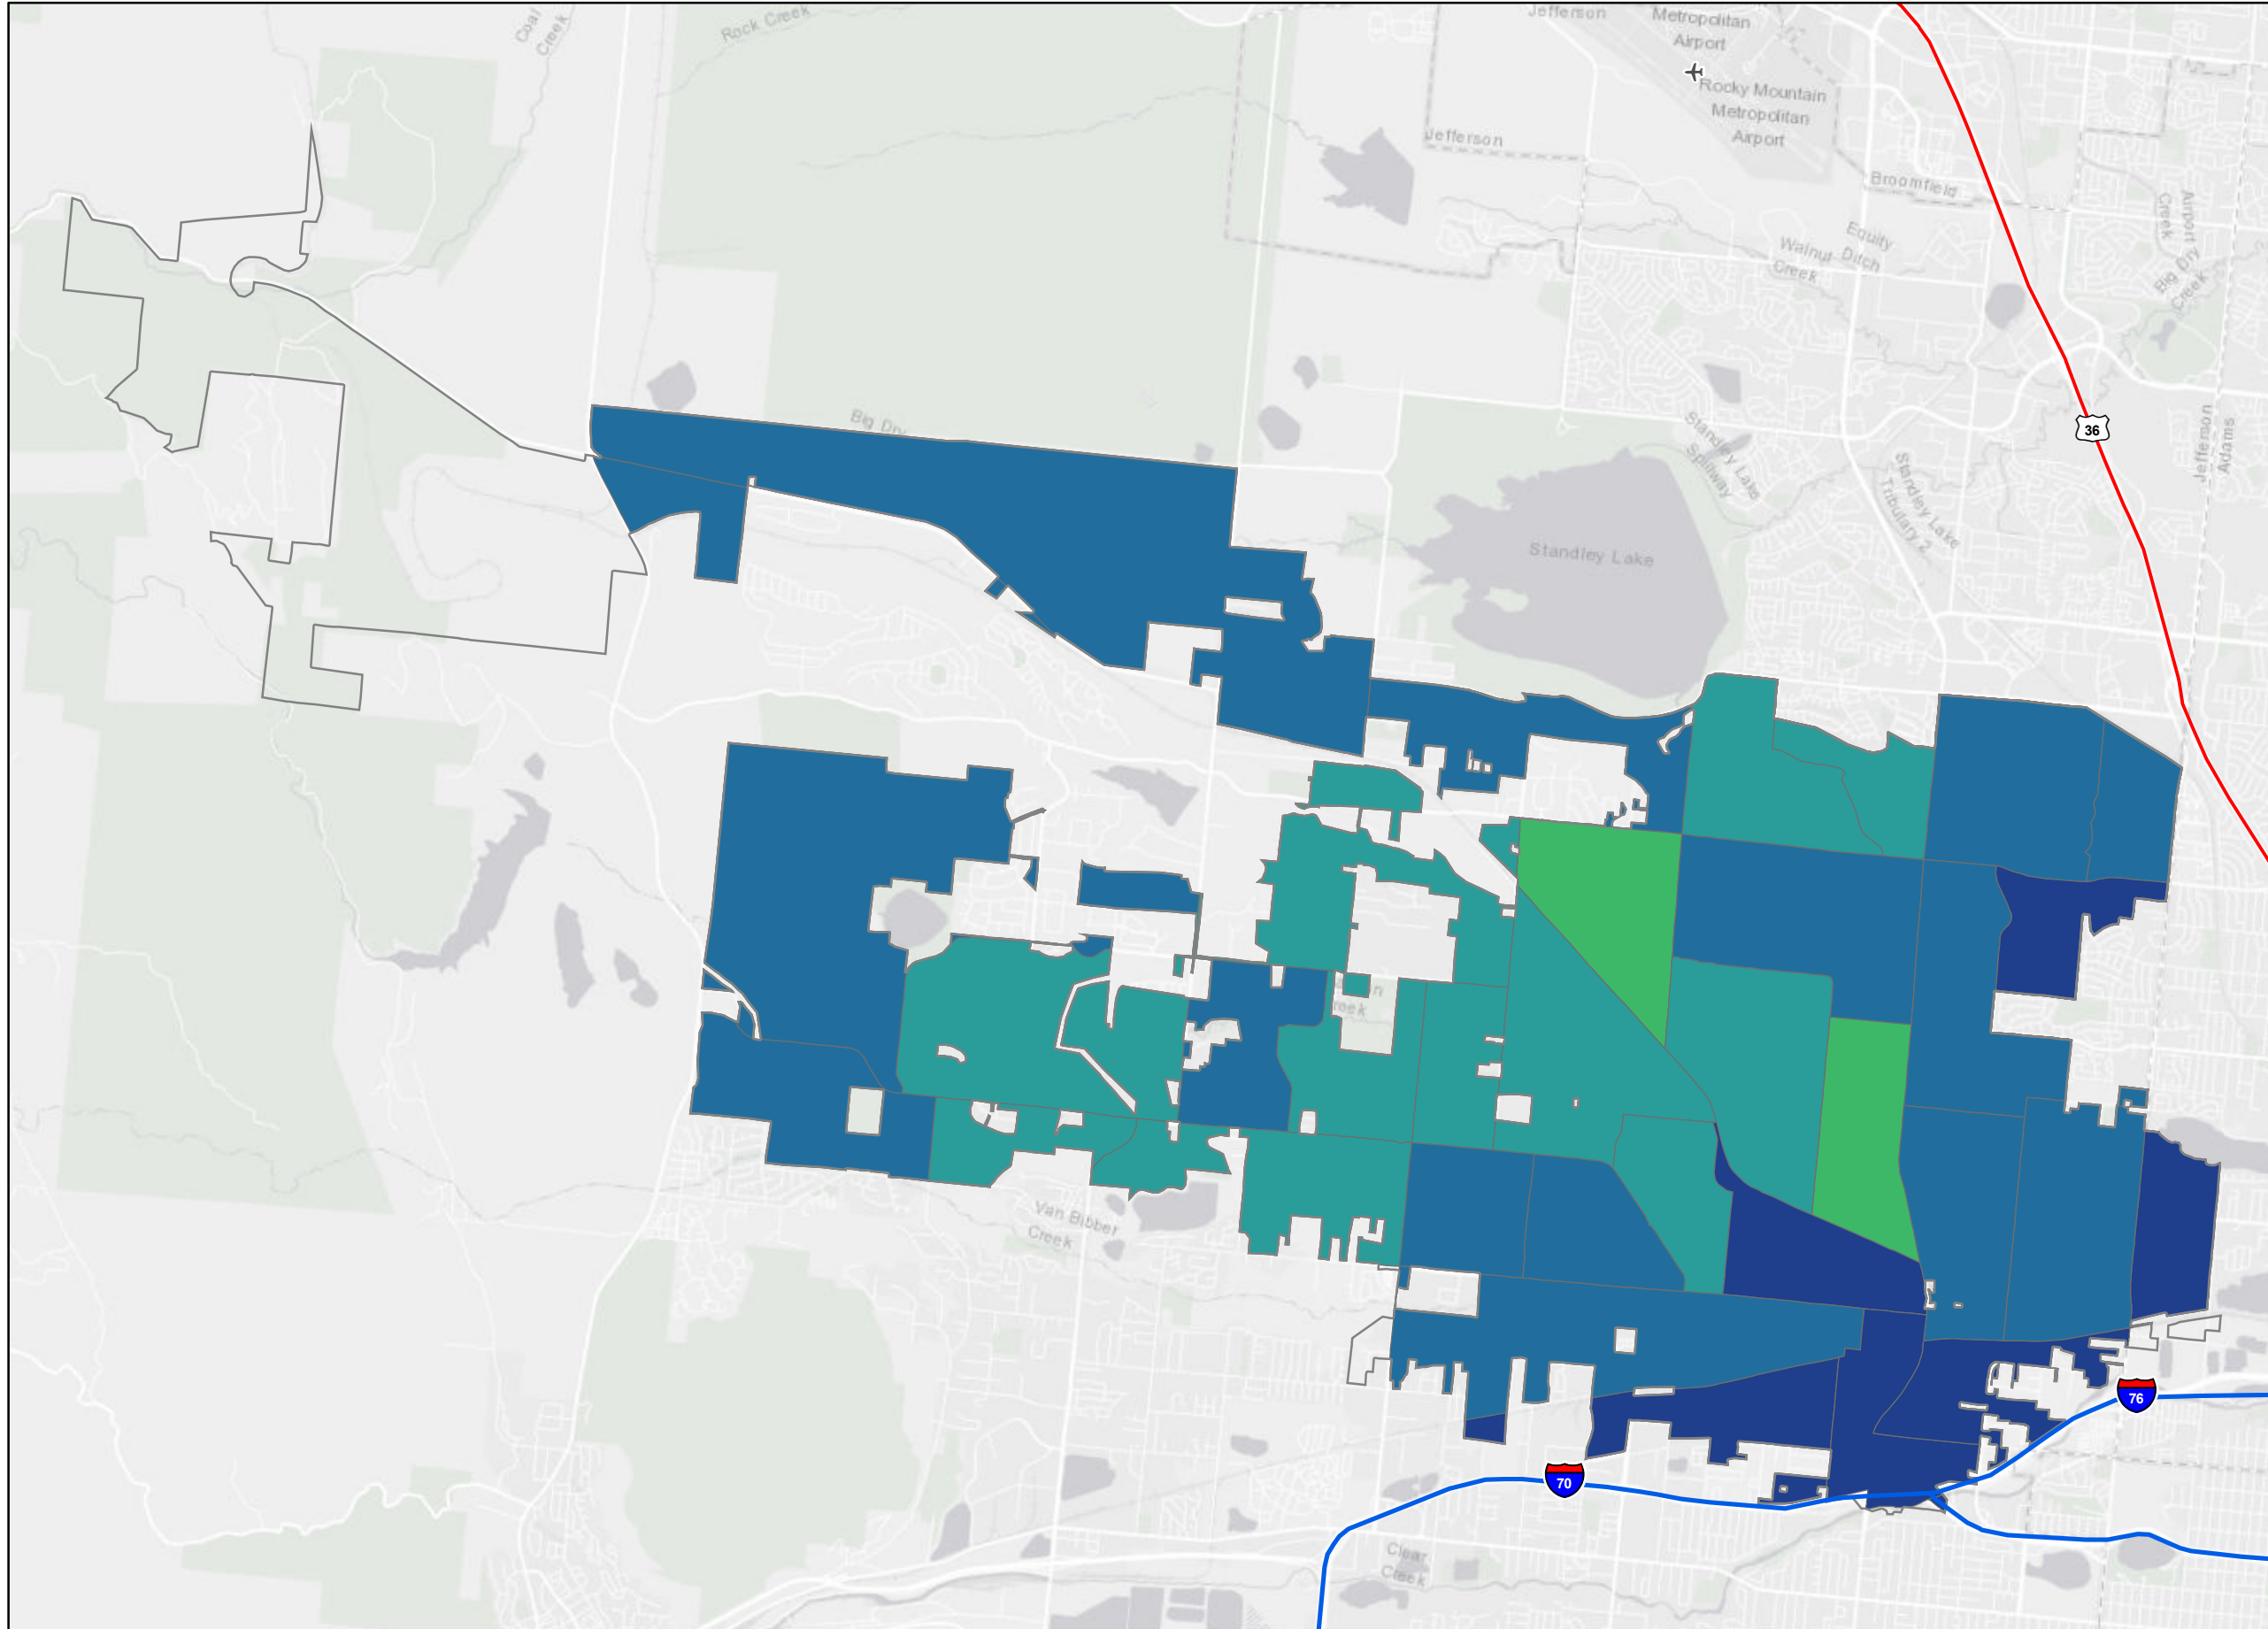 Coal
Creek
Rock Creek
Jefferson
Metropolitan
Airport
Rocky Mountain
Metropolitan
Airport
Jefferson
Broomfield
Airport
Creek
Big Dry
Creek
Equity
Ditch
Walnut
Creek
Big Dry
Standley Lake
Spillway
36
Jefferson
Adams
Standley Lake
Tributary 2
Standley Lake
Van Bibber
Creek
76
70
Clear
Creek